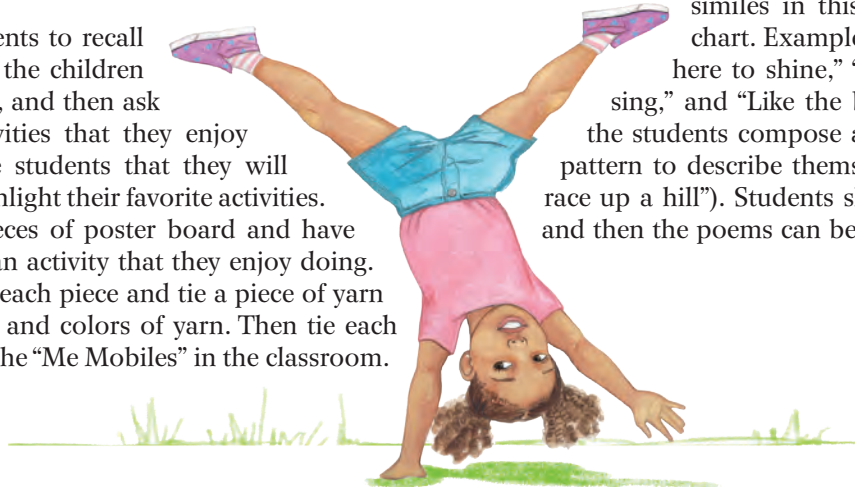 ents to recall
the children
, and then ask
vities that they enjoy
e students that they will
hlight their favorite activities.
eces of poster board and have
an activity that they enjoy doing.
each piece and tie a piece of yarn
and colors of yarn. Then tie each
he “Me Mobiles” in the classroom.
similes in this
chart. Example
here to shine,” “
sing,” and “Like the l
the students compose a
pattern to describe thems
race up a hill”). Students s
and then the poems can be